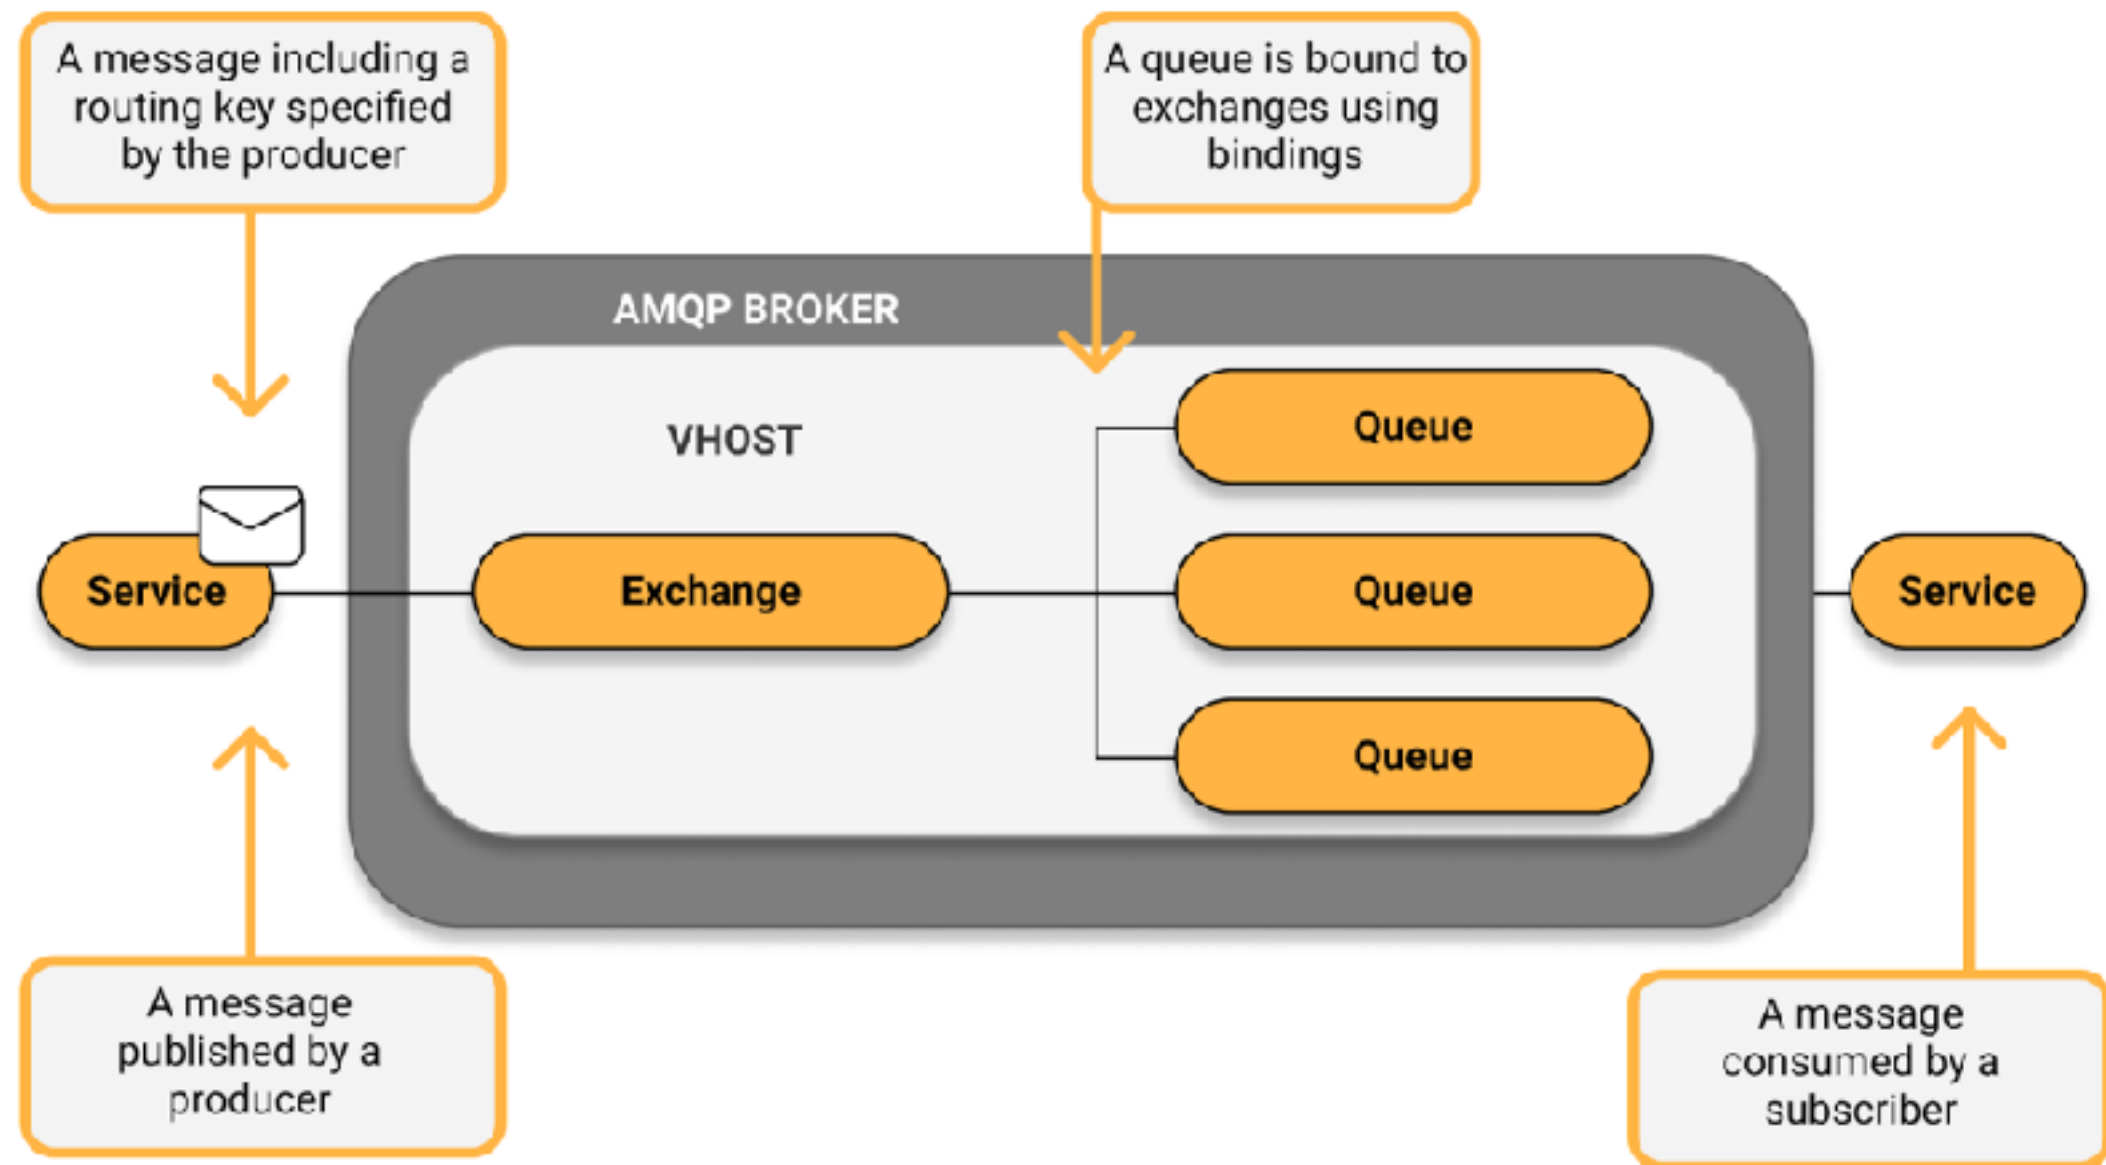 A message including a
routing key specified
by the producer
A queue is bound to
exchanges using
bindings
AMQP BROKER
VHOST
Queue
Service
Exchange
Queue
Service
Queue
A message
published by a
producer
A message
consumed by a
subscriber